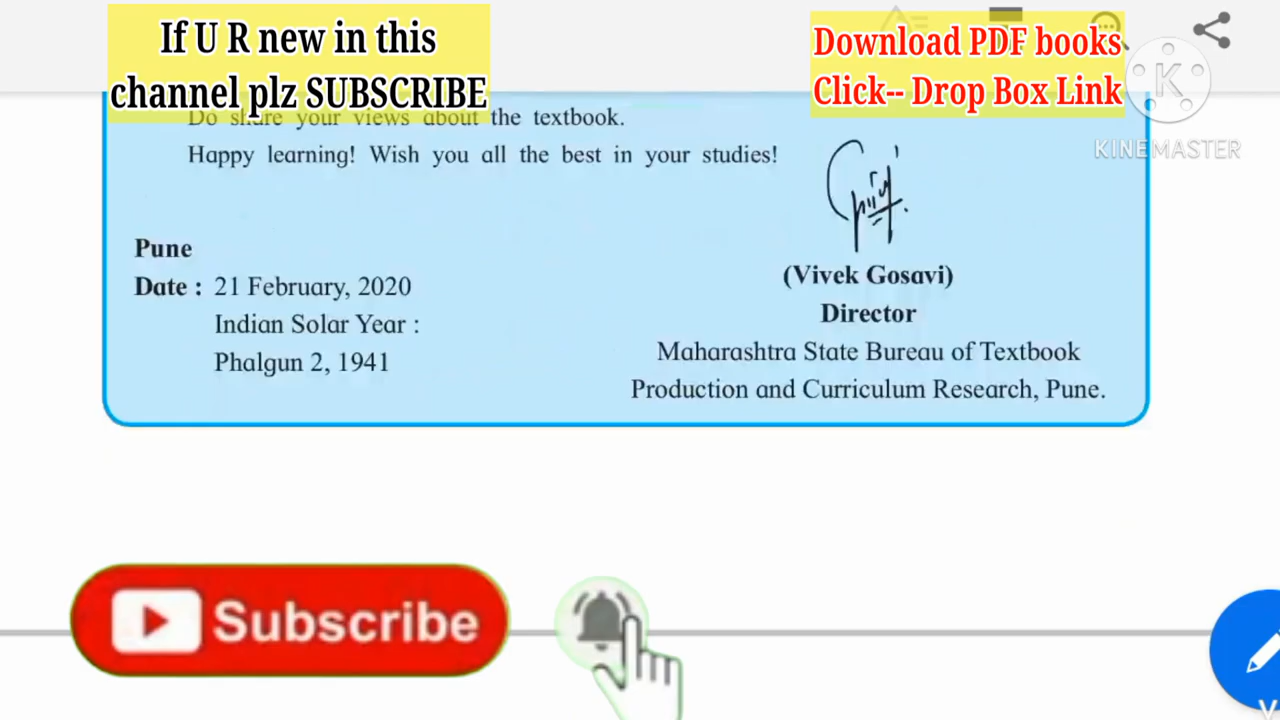 If U R new in this
channel plz SUBSCRIBE
Download PDF books
Click-- Drop Box Link
KINEMASTER
Do share your views about the textbook.
Happy learning! Wish you all the best in your studies!
Pune
Date : 21 February, 2020
Indian Solar Year :
Phalgun 2, 1941
(Vivek Gosavi)
Director
Maharashtra State Bureau of Textbook
Production and Curriculum Research, Pune.
Subscribe